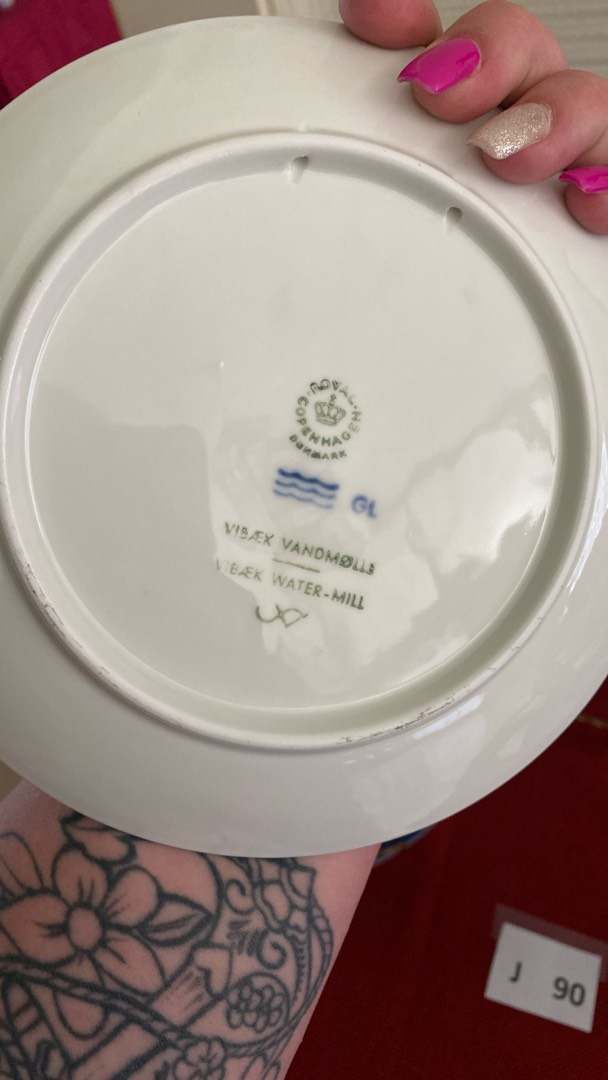 ROYAL
COPENHAGEN
DENMARK
GL
VIBÆK VANDMØLLE
VIBÆK WATER-MILL
J 90